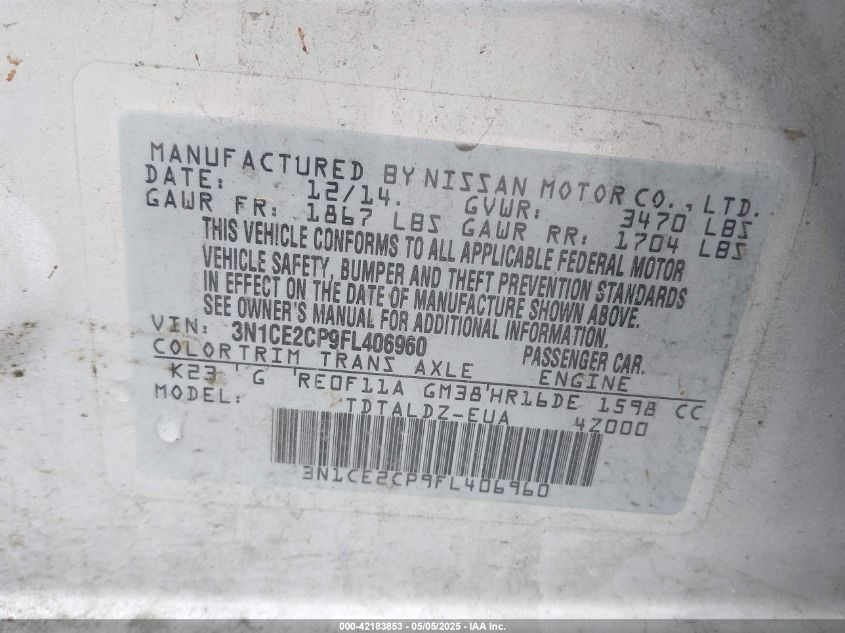 MANUFACTURED BY NISSAN MOTOR CO., LTD.
DATE: 12/14. GVWR: 3470 LBS
GAWR FR: 1867 LBS GAWR RR: 1704 LBS
THIS VEHICLE CONFORMS TO ALL APPLICABLE FEDERAL MOTOR
VEHICLE SAFETY, BUMPER AND THEFT PREVENTION STANDARDS
IN EFFECT ON THE DATE OF MANUFACTURE SHOWN ABOVE.
SEE OWNER'S MANUAL FOR ADDITIONAL INFORMATION.
VIN: 3N1CE2CP9FL406960 PASSENGER CAR.
COLORTRIM TRANS AXLE ENGINE
K23 'G 'RE0F11A GM38'HR16DE 1598 CC
MODEL: TDTALDZ-EUA 4Z000
3N1CE2CP9FL406960
000-42183853 — 05/05/2025 — IAA Inc.